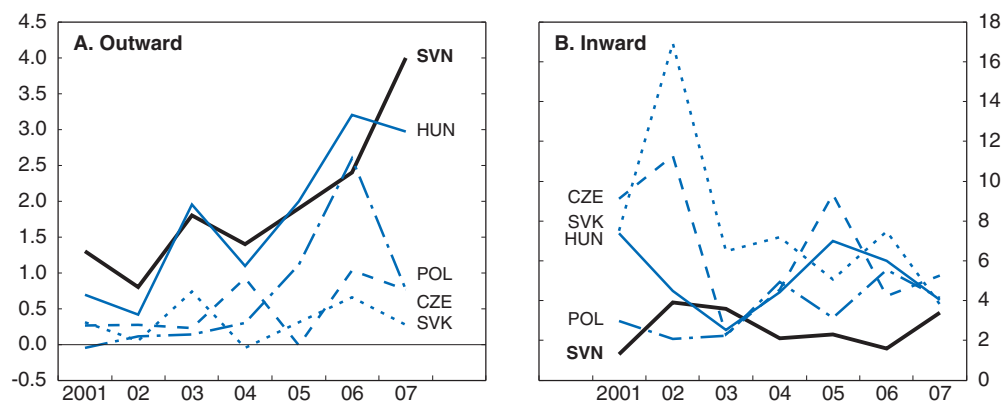 A. Outward
4.5
4.0
3.5
3.0
2.5
2.0
1.5
1.0
0.5
0.0
-0.5
SVN
HUN
POL
CZE
SVK
2001 02 03 04 05 06 07
B. Inward
18
16
14
12
10
8
6
4
2
0
CZE
SVK
HUN
POL
SVN
2001 02 03 04 05 06 07